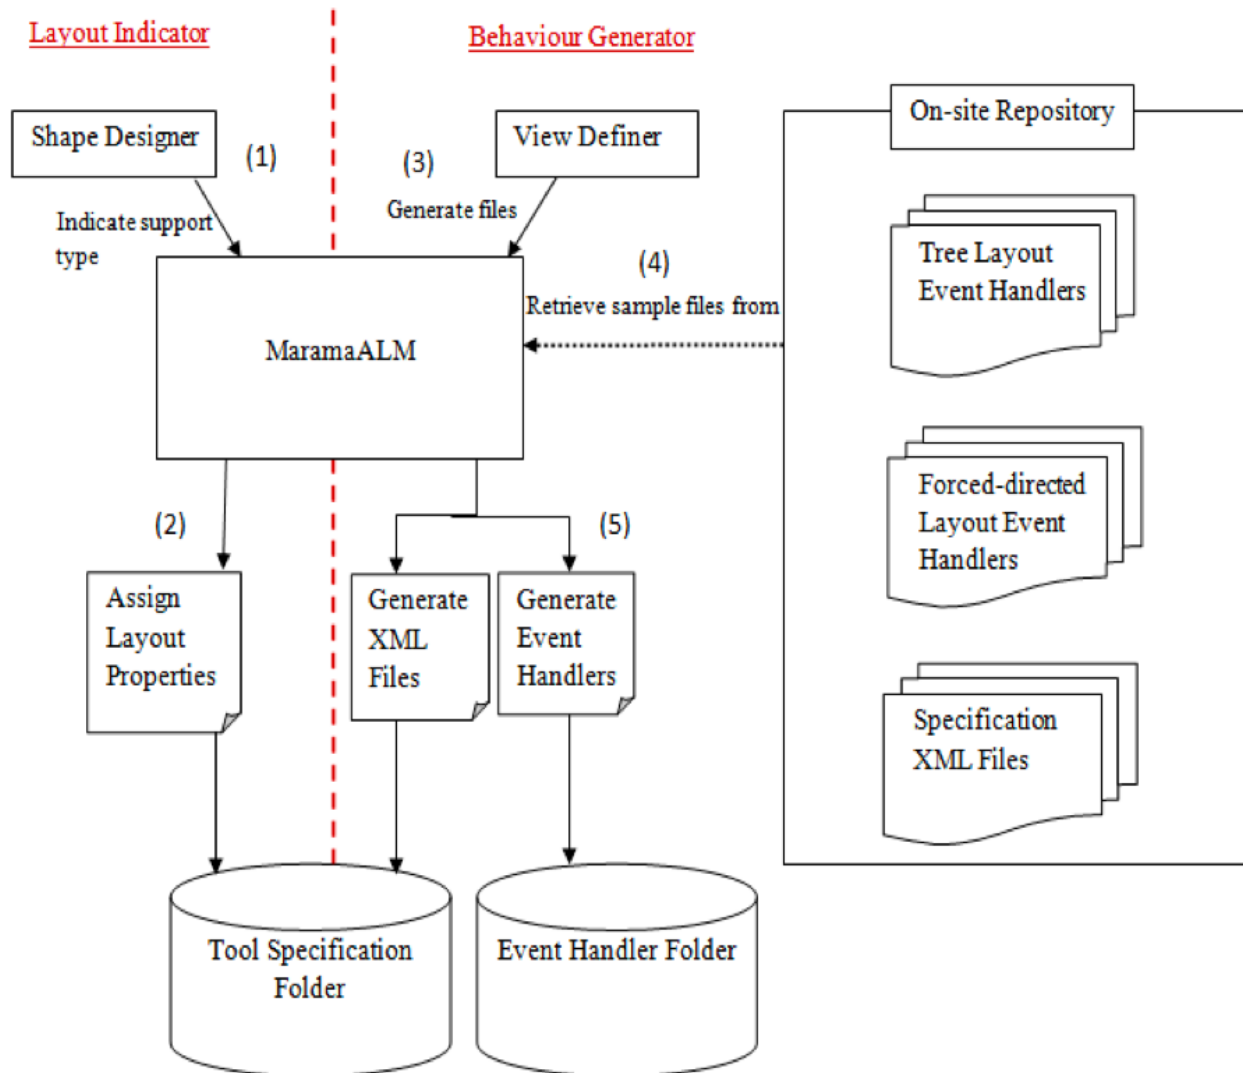 Layout Indicator
Behaviour Generator
Shape Designer
(1)
(3)
View Definer
On-site Repository
Indicate support
type
Generate files
(4)
Retrieve sample files from
MaramaALM
Tree Layout
Event Handlers
Forced-directed
Layout Event
Handlers
(2)
(5)
Assign
Layout
Properties
Generate
XML
Files
Generate
Event
Handlers
Specification
XML Files
Tool Specification
Folder
Event Handler Folder